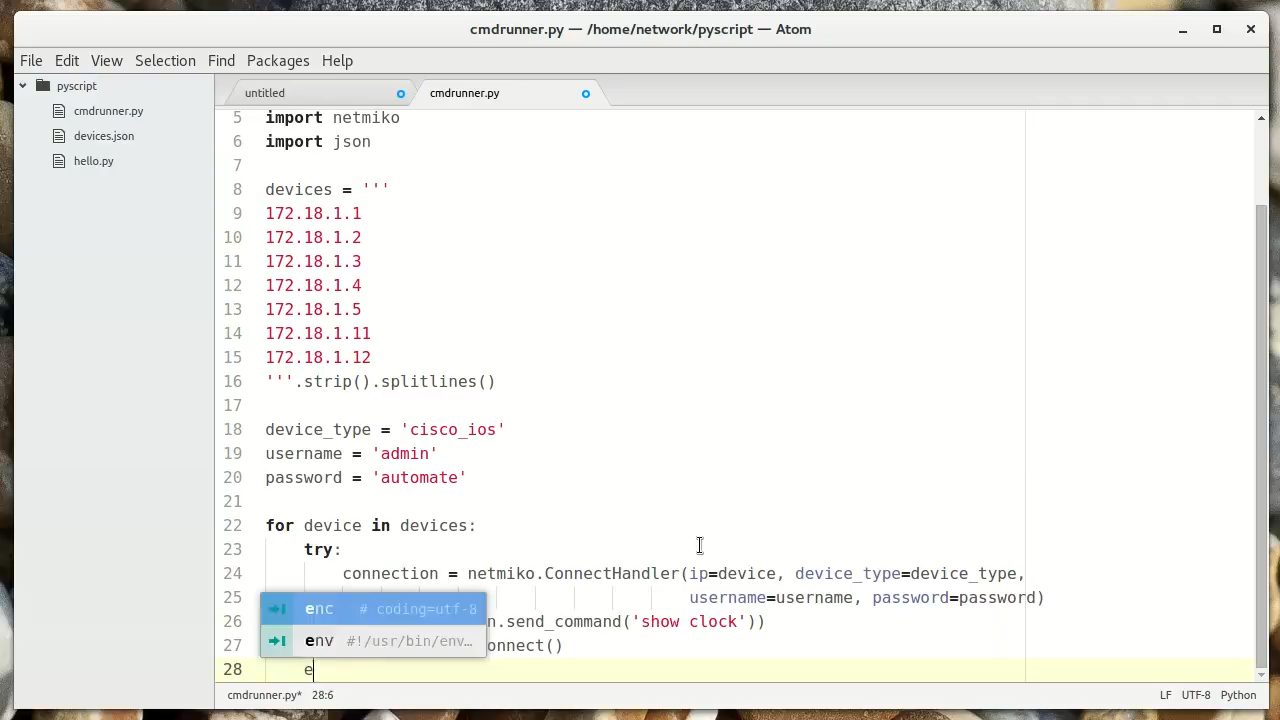 cmdrunner.py — /home/network/pyscript — Atom
File Edit View Selection Find Packages Help
pyscript
cmdrunner.py
devices.json
hello.py
untitled
cmdrunner.py
5 import netmiko
6 import json
7
8 devices = '''
9 172.18.1.1
10 172.18.1.2
11 172.18.1.3
12 172.18.1.4
13 172.18.1.5
14 172.18.1.11
15 172.18.1.12
16 '''.strip().splitlines()
17
18 device_type = 'cisco_ios'
19 username = 'admin'
20 password = 'automate'
21
22 for device in devices:
23 try:
24 connection = netmiko.ConnectHandler(ip=device, device_type=device_type,
25 username=username, password=password)
26 n.send_command('show clock'))
27 onnect()
28 e
enc # coding=utf-8
env #!/usr/bin/env…
cmdrunner.py* 28:6 LF UTF-8 Python